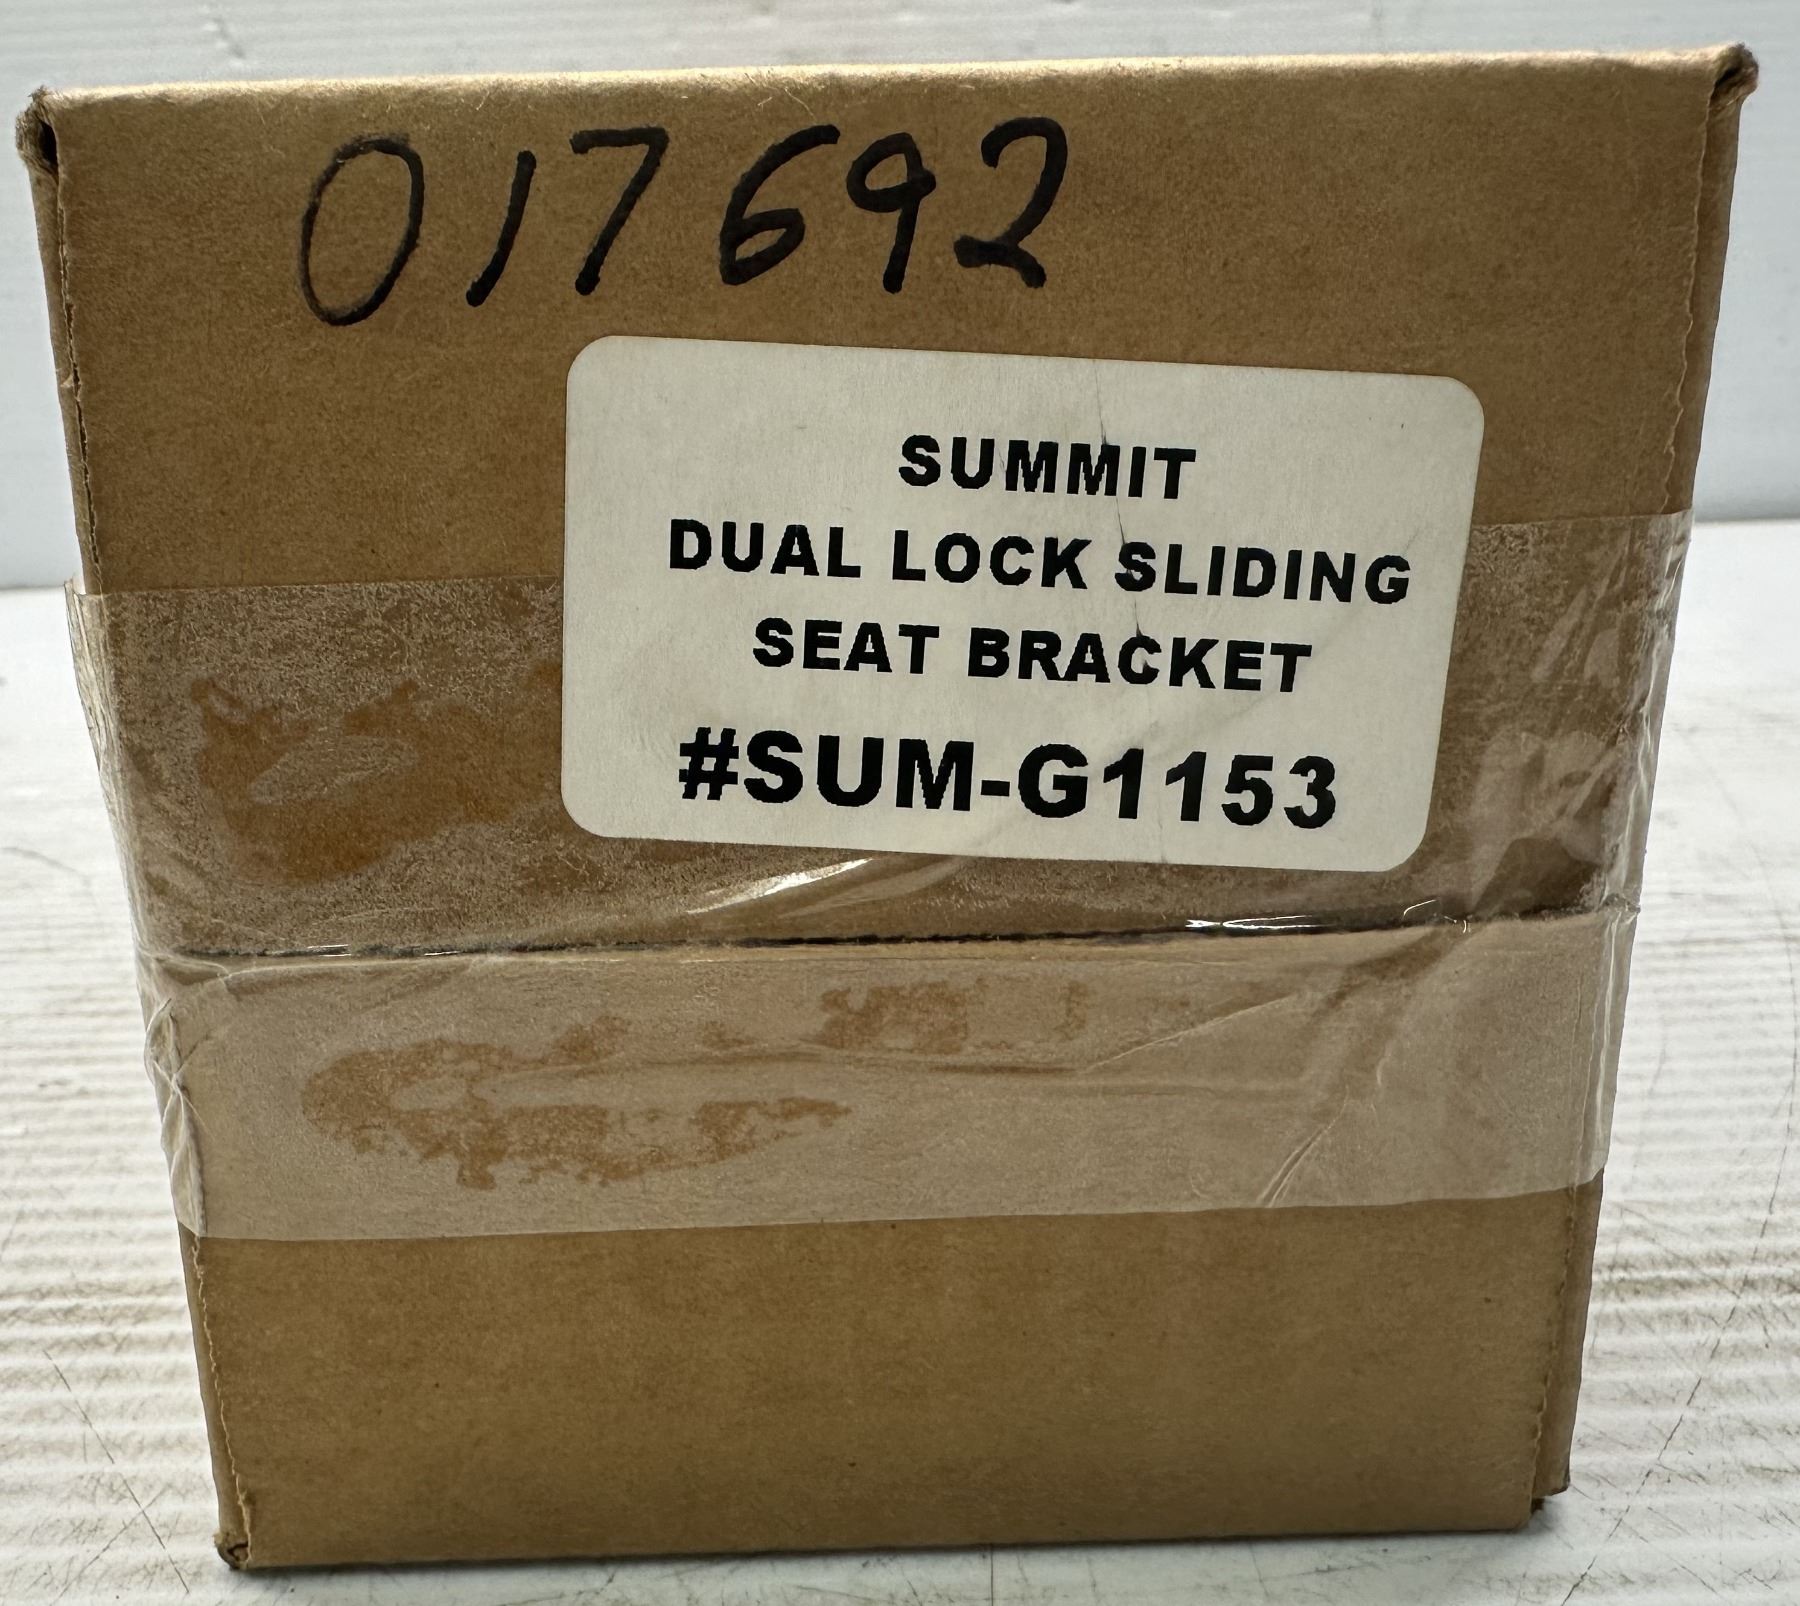 017692
SUMMIT
DUAL LOCK SLIDING
SEAT BRACKET
#SUM-G1153